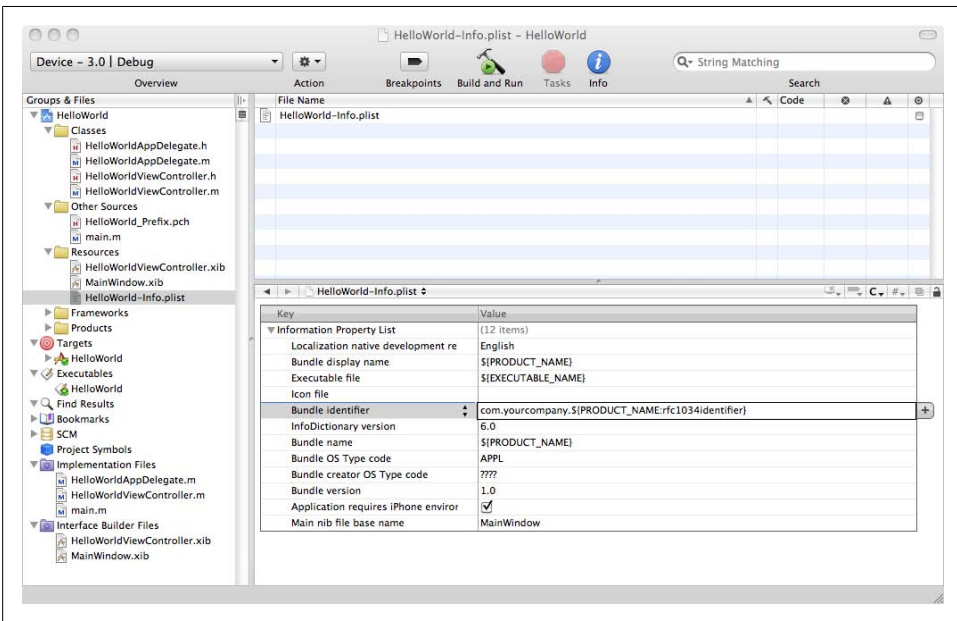 HelloWorld-Info.plist - HelloWorld
Device - 3.0 | Debug
String Matching
Overview
Action
Breakpoints
Build and Run
Tasks
Info
Search
Groups & Files
HelloWorld
Classes
HelloWorldAppDelegate.h
HelloWorldAppDelegate.m
HelloWorldViewController.h
HelloWorldViewController.m
Other Sources
HelloWorld_Prefix.pch
main.m
Resources
HelloWorldViewController.xib
MainWindow.xib
HelloWorld-Info.plist
Frameworks
Products
Targets
HelloWorld
Executables
HelloWorld
Find Results
Bookmarks
SCM
Project Symbols
Implementation Files
HelloWorldAppDelegate.m
HelloWorldViewController.m
main.m
Interface Builder Files
HelloWorldViewController.xib
MainWindow.xib
File Name
Code
HelloWorld-Info.plist
HelloWorld-Info.plist
C
#
Key Value
Information Property List (12 items)
Localization native development re English
Bundle display name ${PRODUCT_NAME}
Executable file ${EXECUTABLE_NAME}
Icon file
Bundle identifier com.yourcompany.${PRODUCT_NAME:rfc1034identifier}
InfoDictionary version 6.0
Bundle name ${PRODUCT_NAME}
Bundle OS Type code APPL
Bundle creator OS Type code ????
Bundle version 1.0
Application requires iPhone enviror
Main nib file base name MainWindow